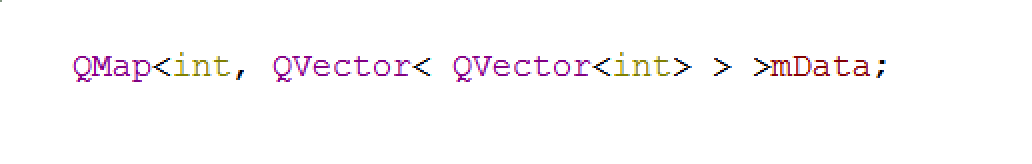 QMap<int, QVector< QVector<int> > >mData;